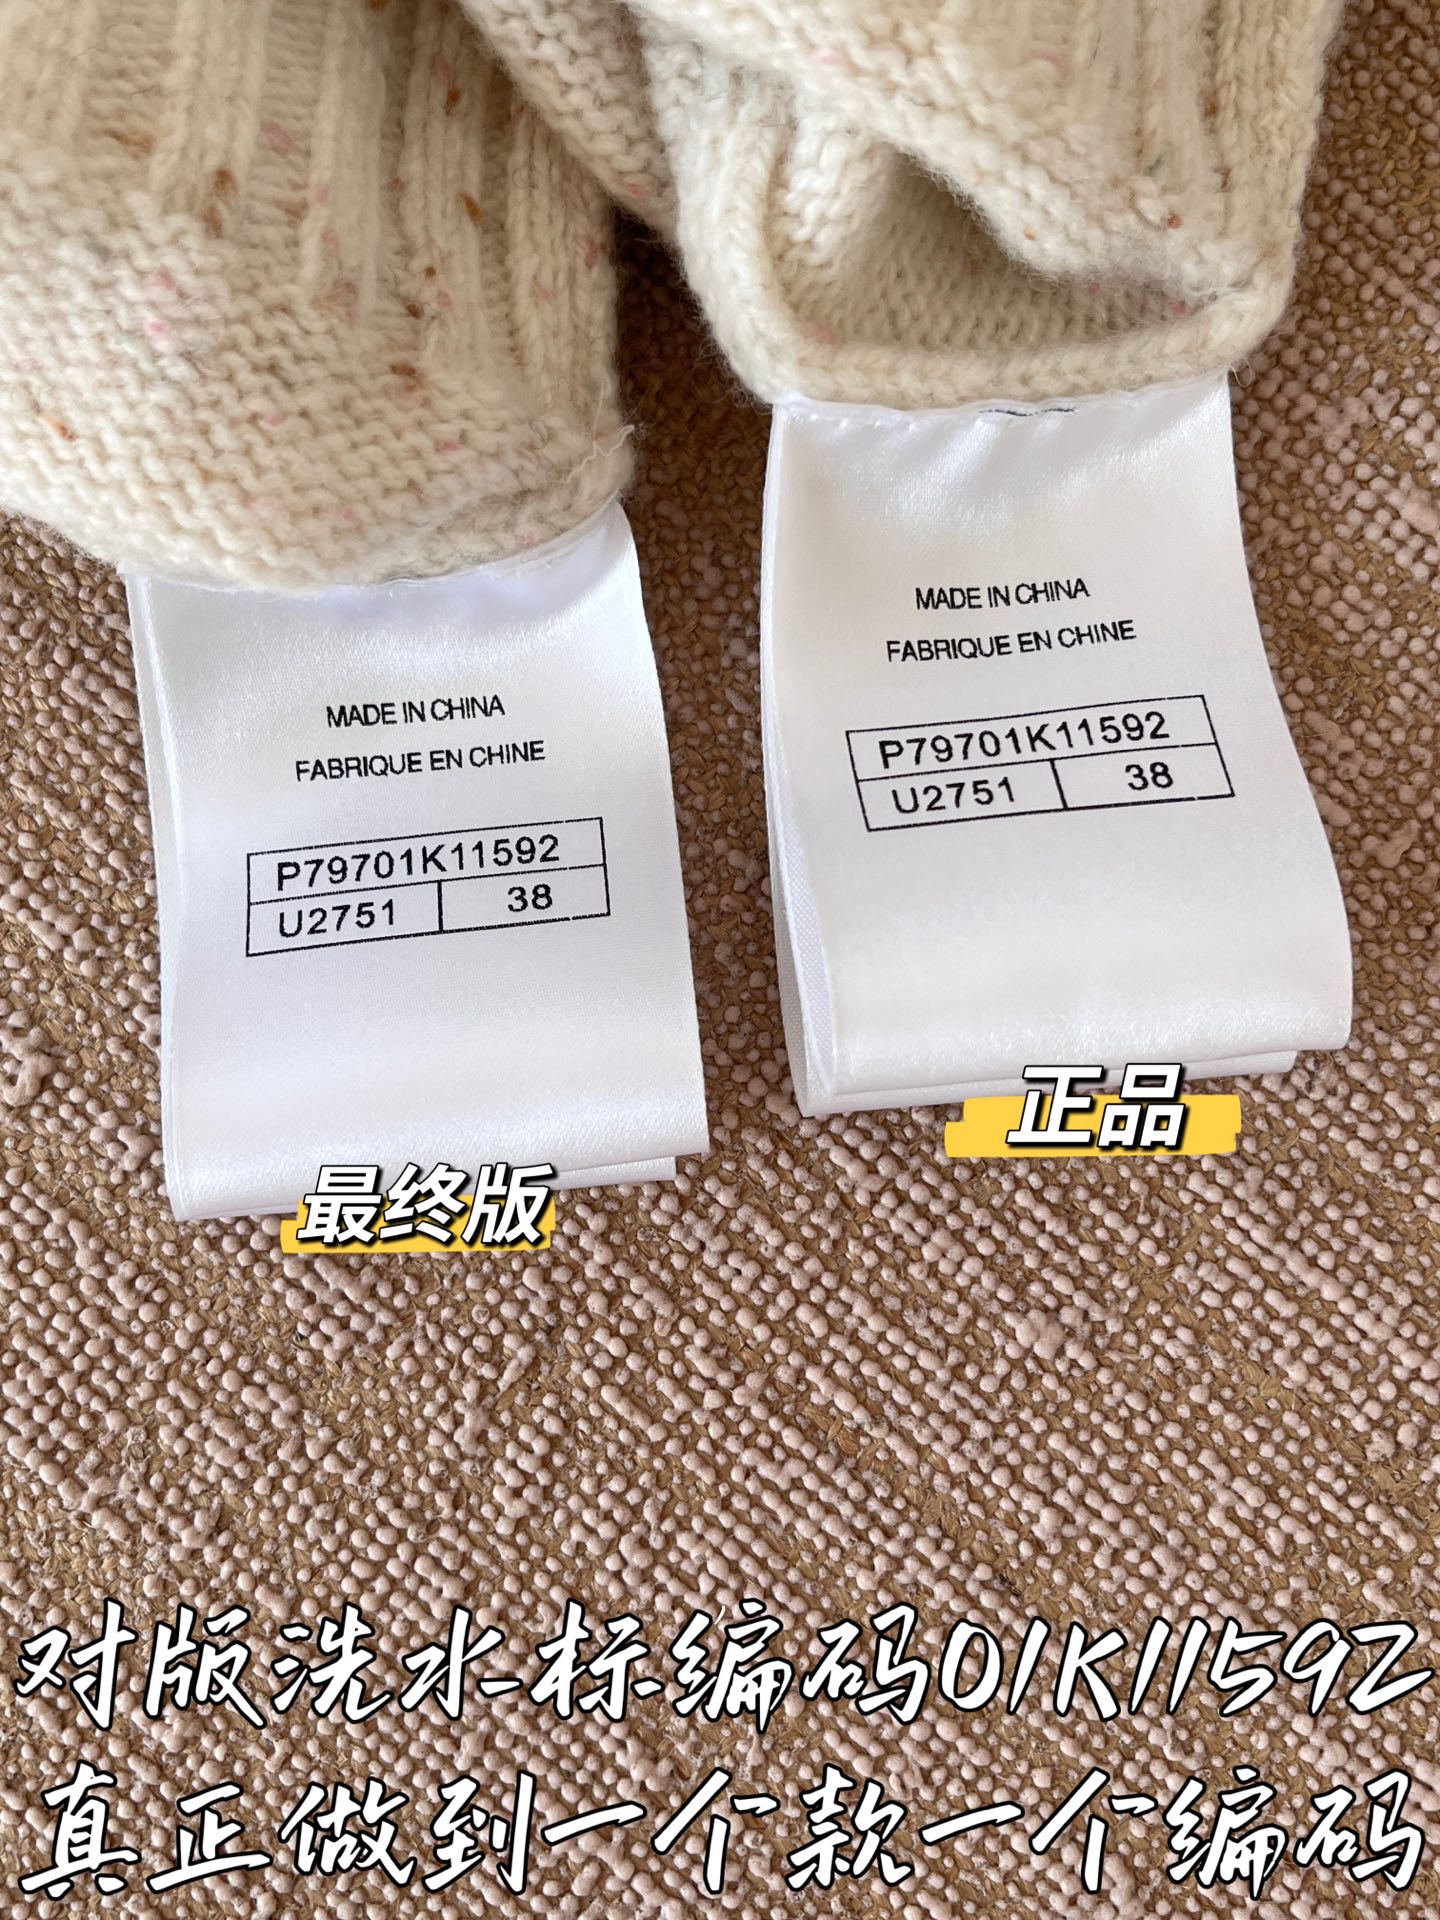 MADE IN CHINA
FABRIQUE EN CHINE
P79701K11592
U2751 38
最终版
MADE IN CHINA
FABRIQUE EN CHINE
P79701K11592
U2751 38
正品
对版洗水标编码01K11592
真正做到一个款一个编码